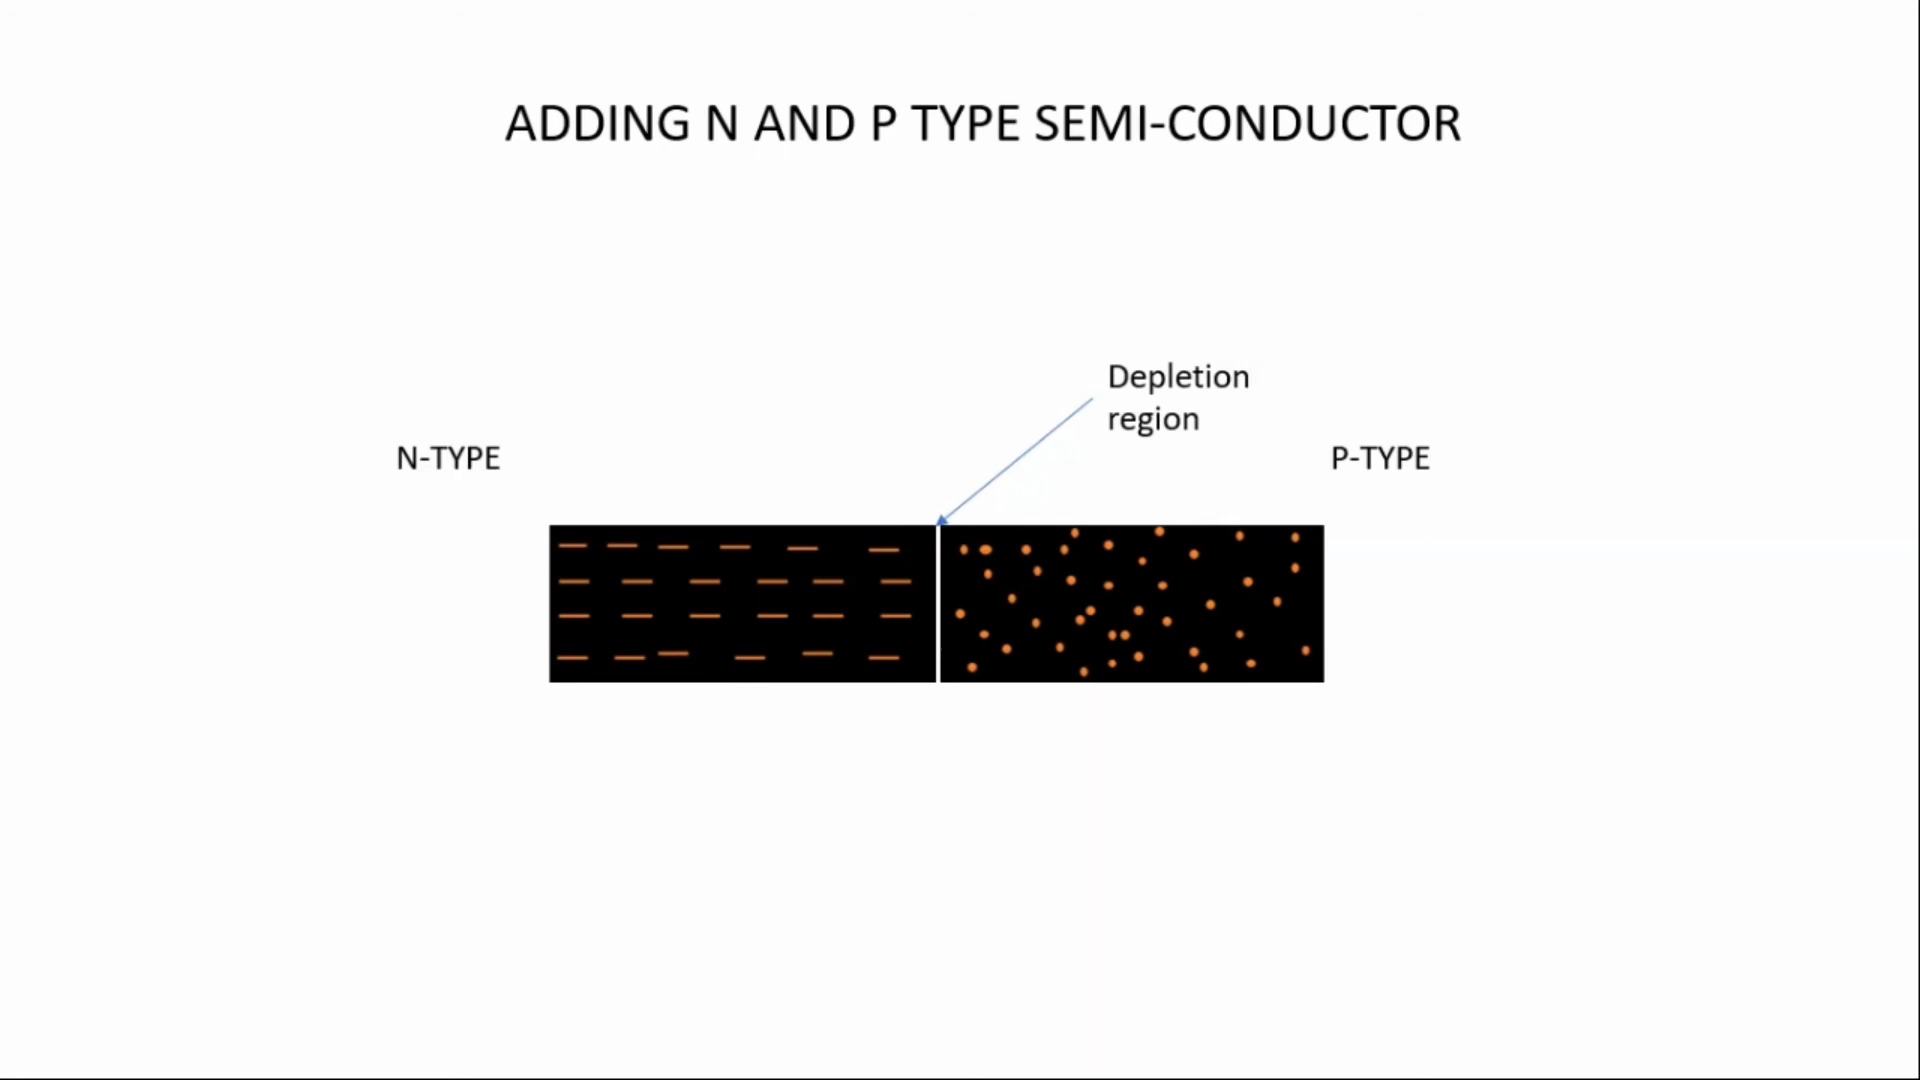 ADDING N AND P TYPE SEMI-CONDUCTOR
Depletion
region
N-TYPE
P-TYPE